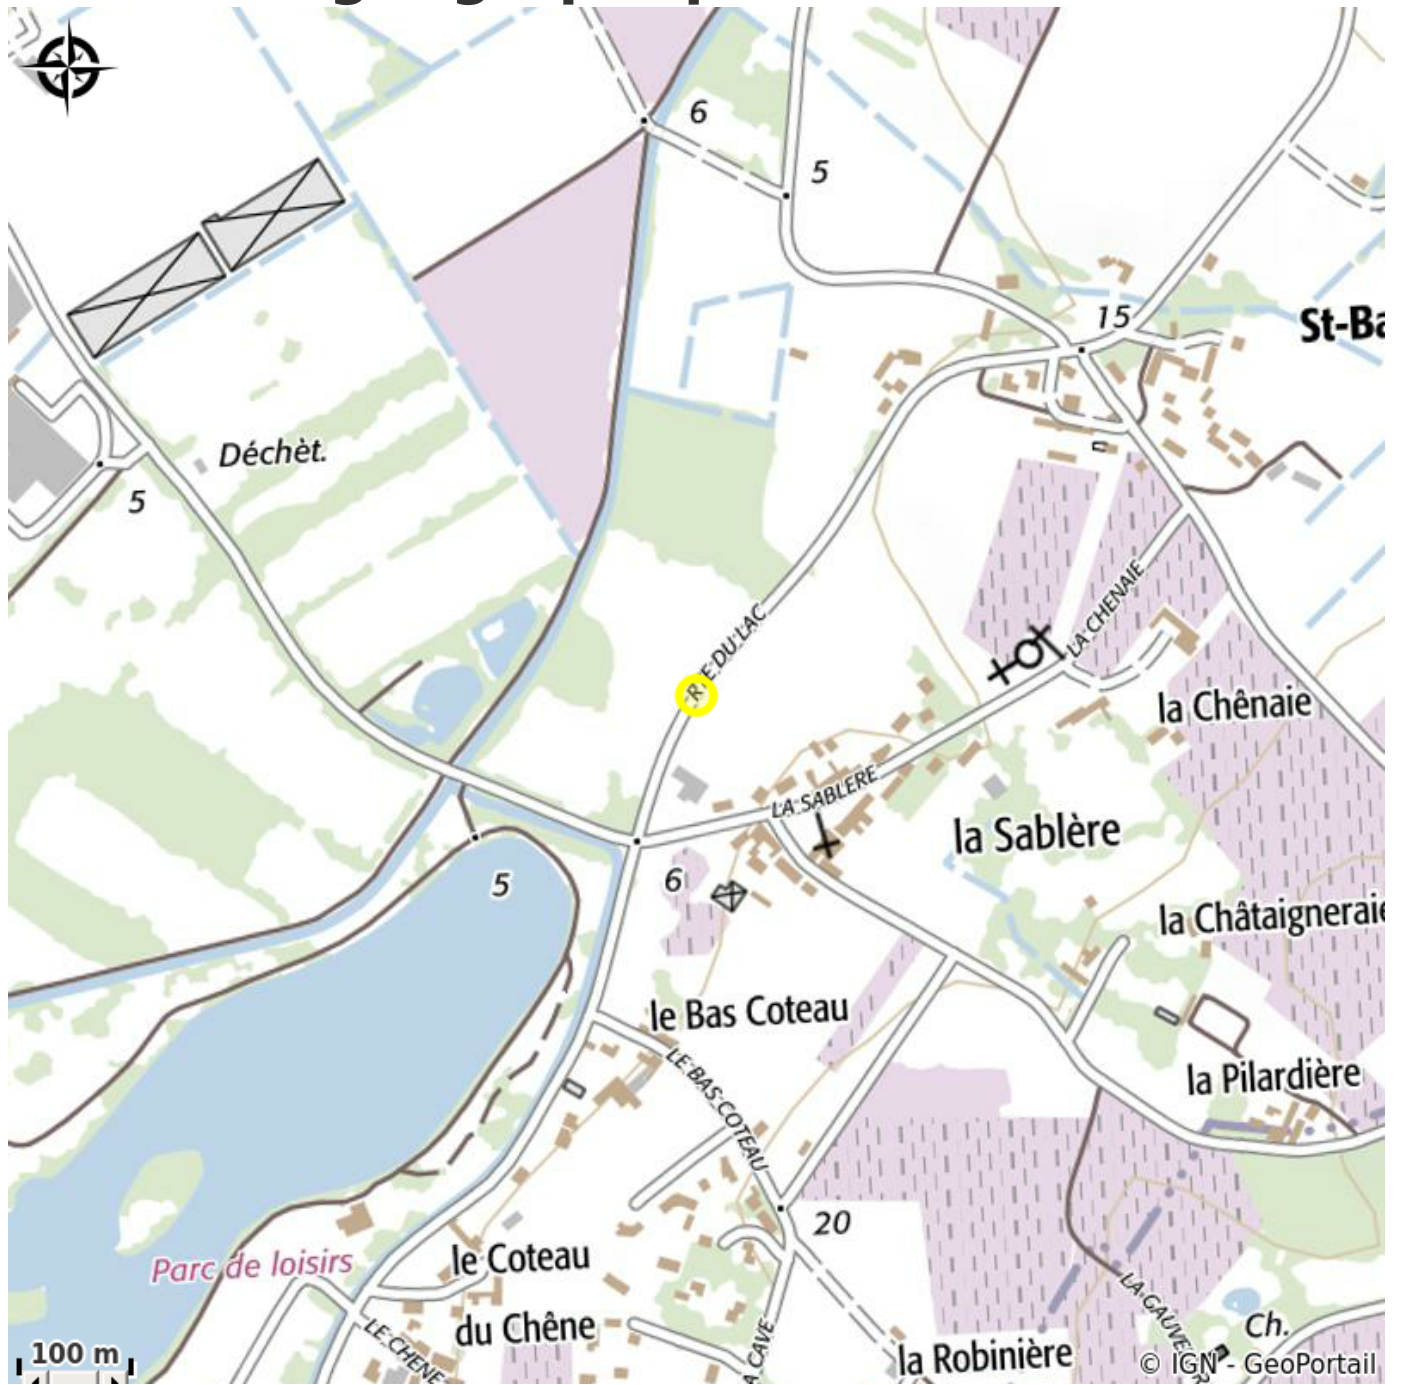 6
5
15
St-Ba
Déchèt.
5
RTE DU LAC
LA CHENAIE
la Chênaie
LA SABLERE
la Sablère
5
6
la Châtaigneraie
le Bas Coteau
LE BAS COTEAU
la Pilardière
20
Parc de loisirs
le Coteau
du Chêne
LE CHENE
LA GAUVE
Ch.
la Robinière
A CAVE
100 m
© IGN - GeoPortail